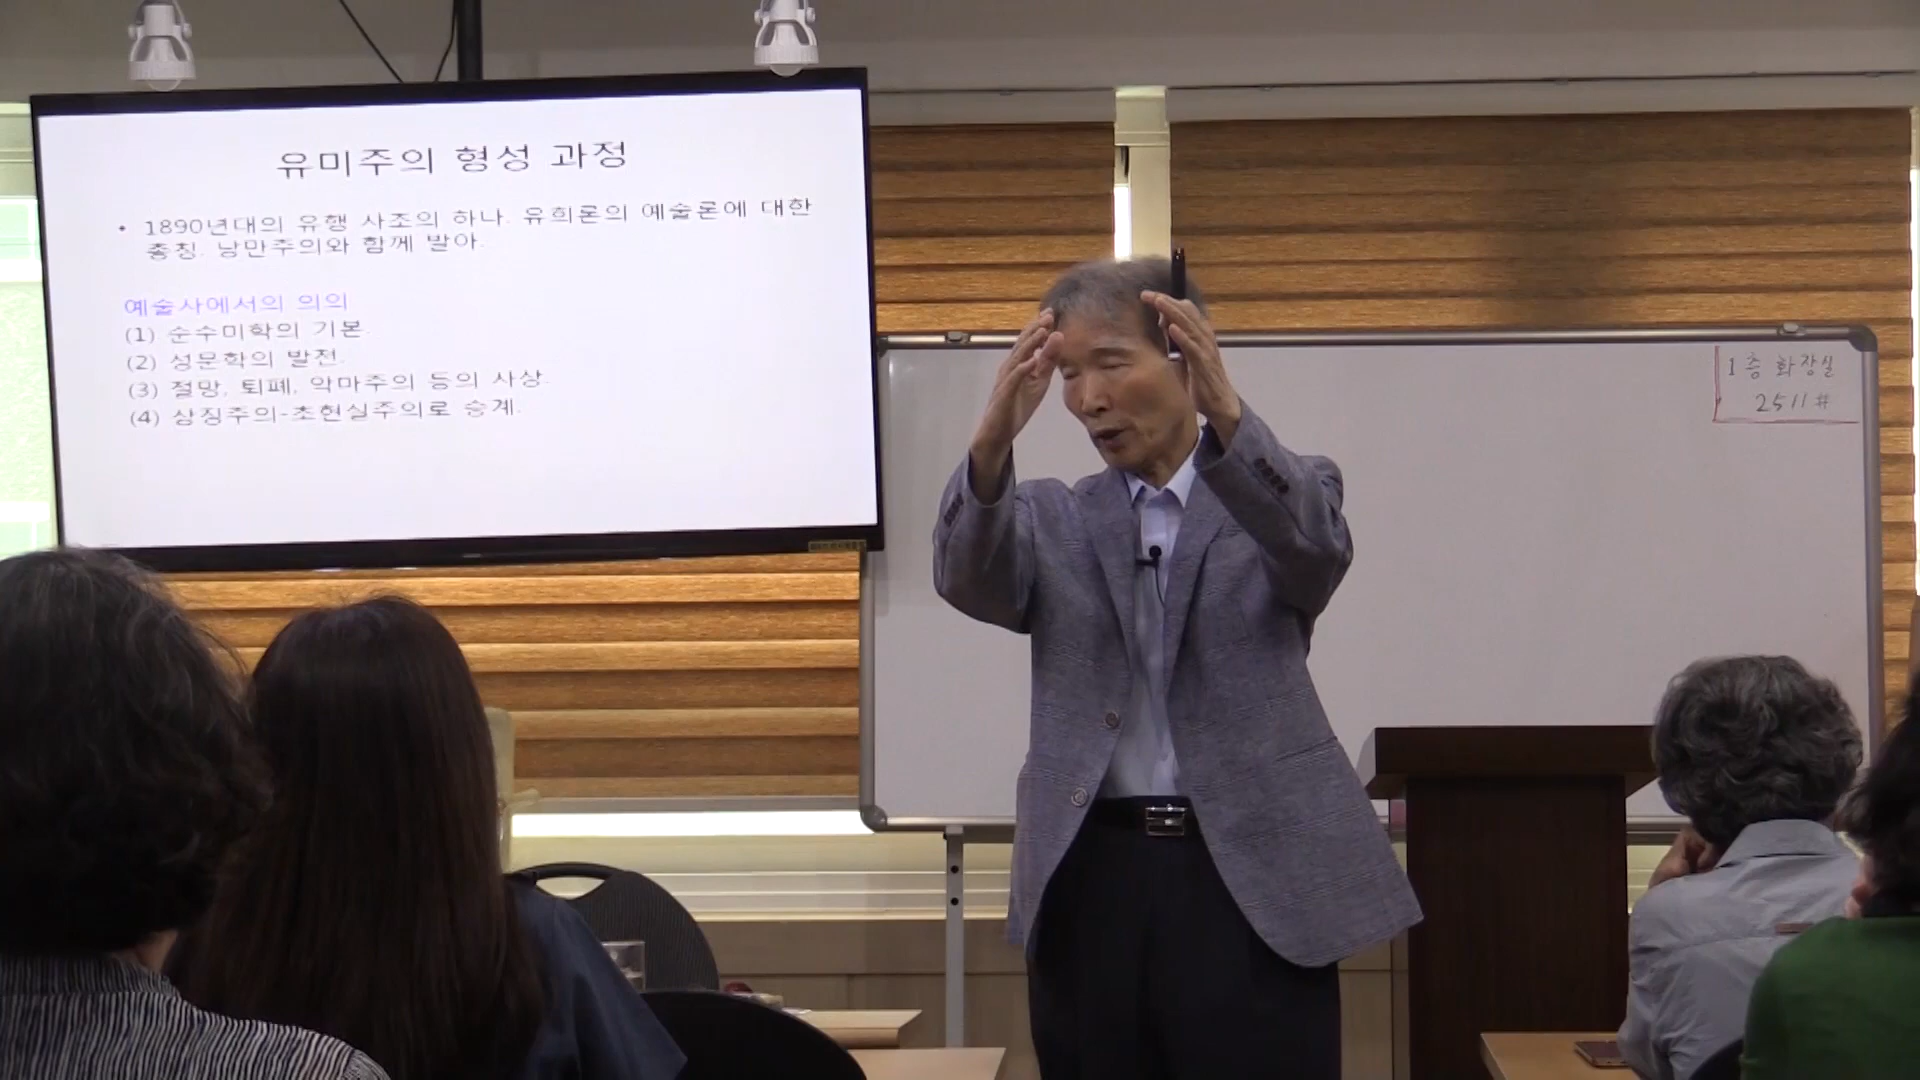 유미주의 형성 과정
• 1890년대의 유행 사조의 하나. 유희론의 예술론에 대한
총칭. 낭만주의와 함께 발아.
예술사에서의 의의
(1) 순수미학의 기본.
(2) 성문학의 발전.
(3) 절망, 퇴폐, 악마주의 등의 사상.
(4) 상징주의-초현실주의로 승계.
1층 화장실
2511#